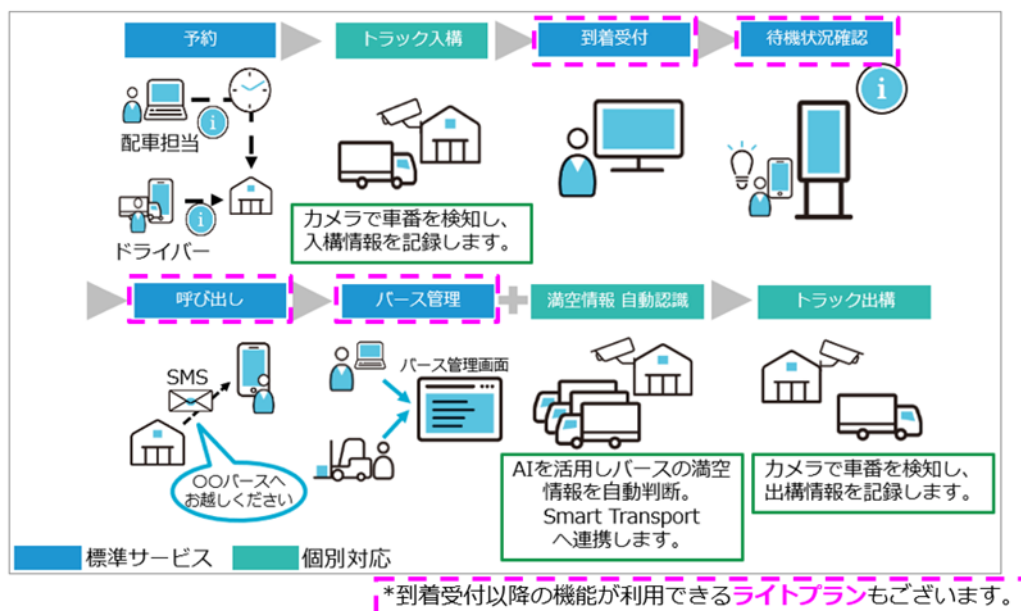 予約
トラック入構
到着受付
待機状況確認
i
i
配車担当
i
ドライバー
カメラで車番を検知し、
入構情報を記録します。
呼び出し
バース管理
満空情報 自動認識
トラック出構
SMS
〇〇バースへ
お越しください
バース管理画面
AIを活用しバースの満空
情報を自動判断。
Smart Transport
へ連携します。
カメラで車番を検知し、
出構情報を記録します。
標準サービス
個別対応
*到着受付以降の機能が利用できるライトプランもございます。